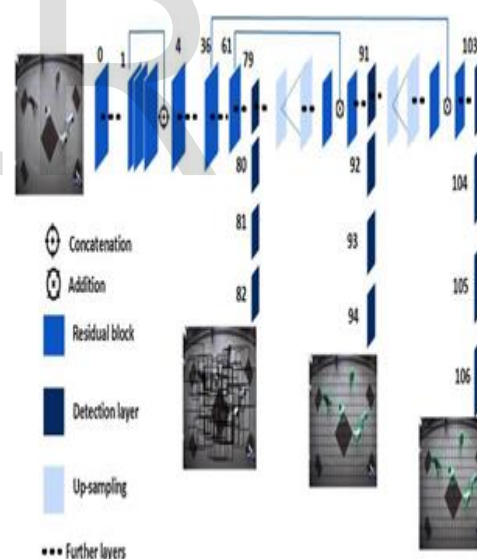 0 1 4 36 61 79 91 103
80 92 104
81 93 105
82 94 106
Concatenation
Addition
Residual block
Detection layer
Up-sampling
Further layers